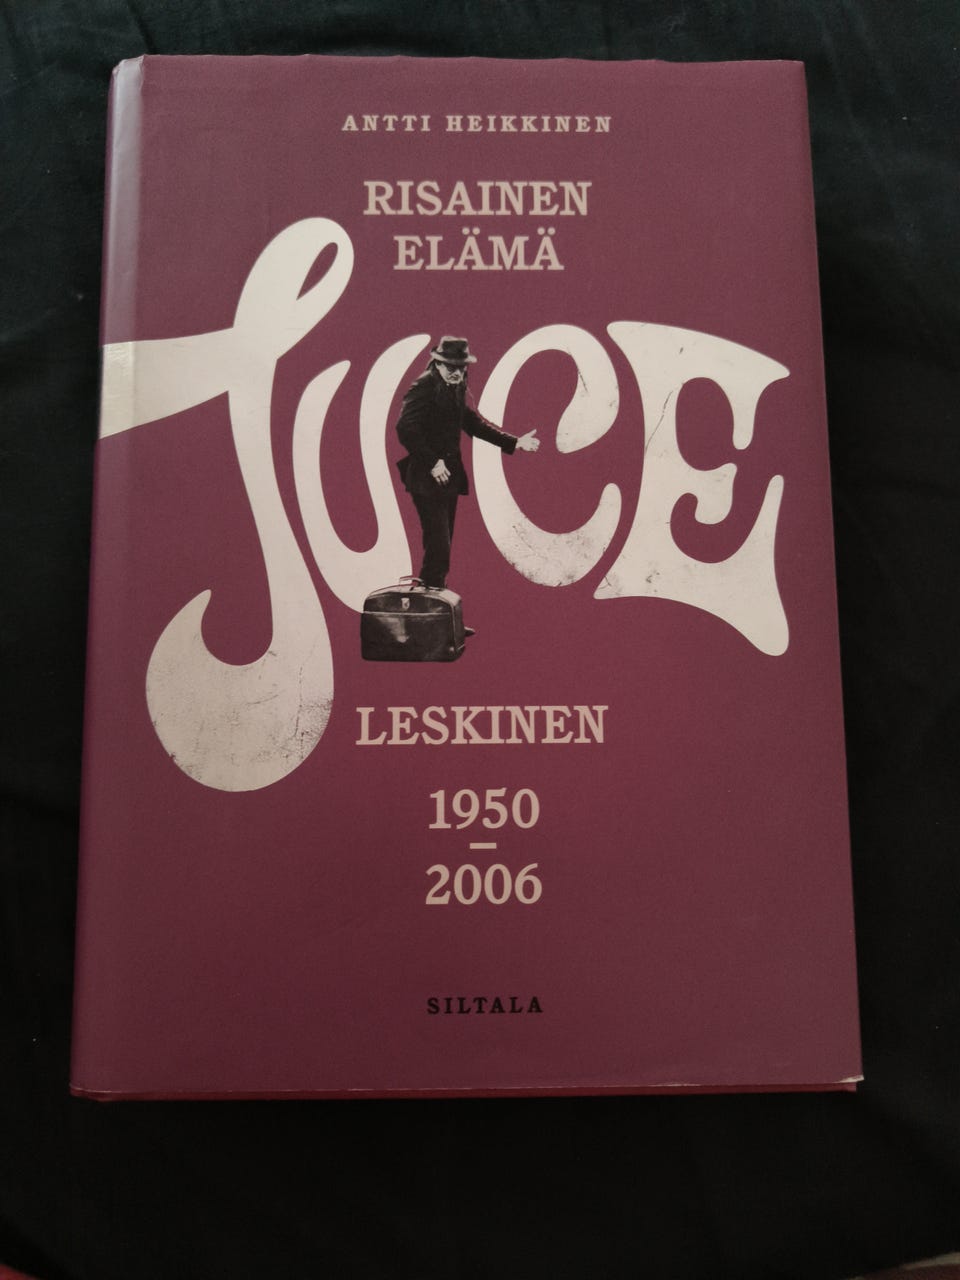 ANTTI HEIKKINEN
RISAINEN
ELÄMÄ
JUICE
LESKINEN
1950
–
2006
SILTALA